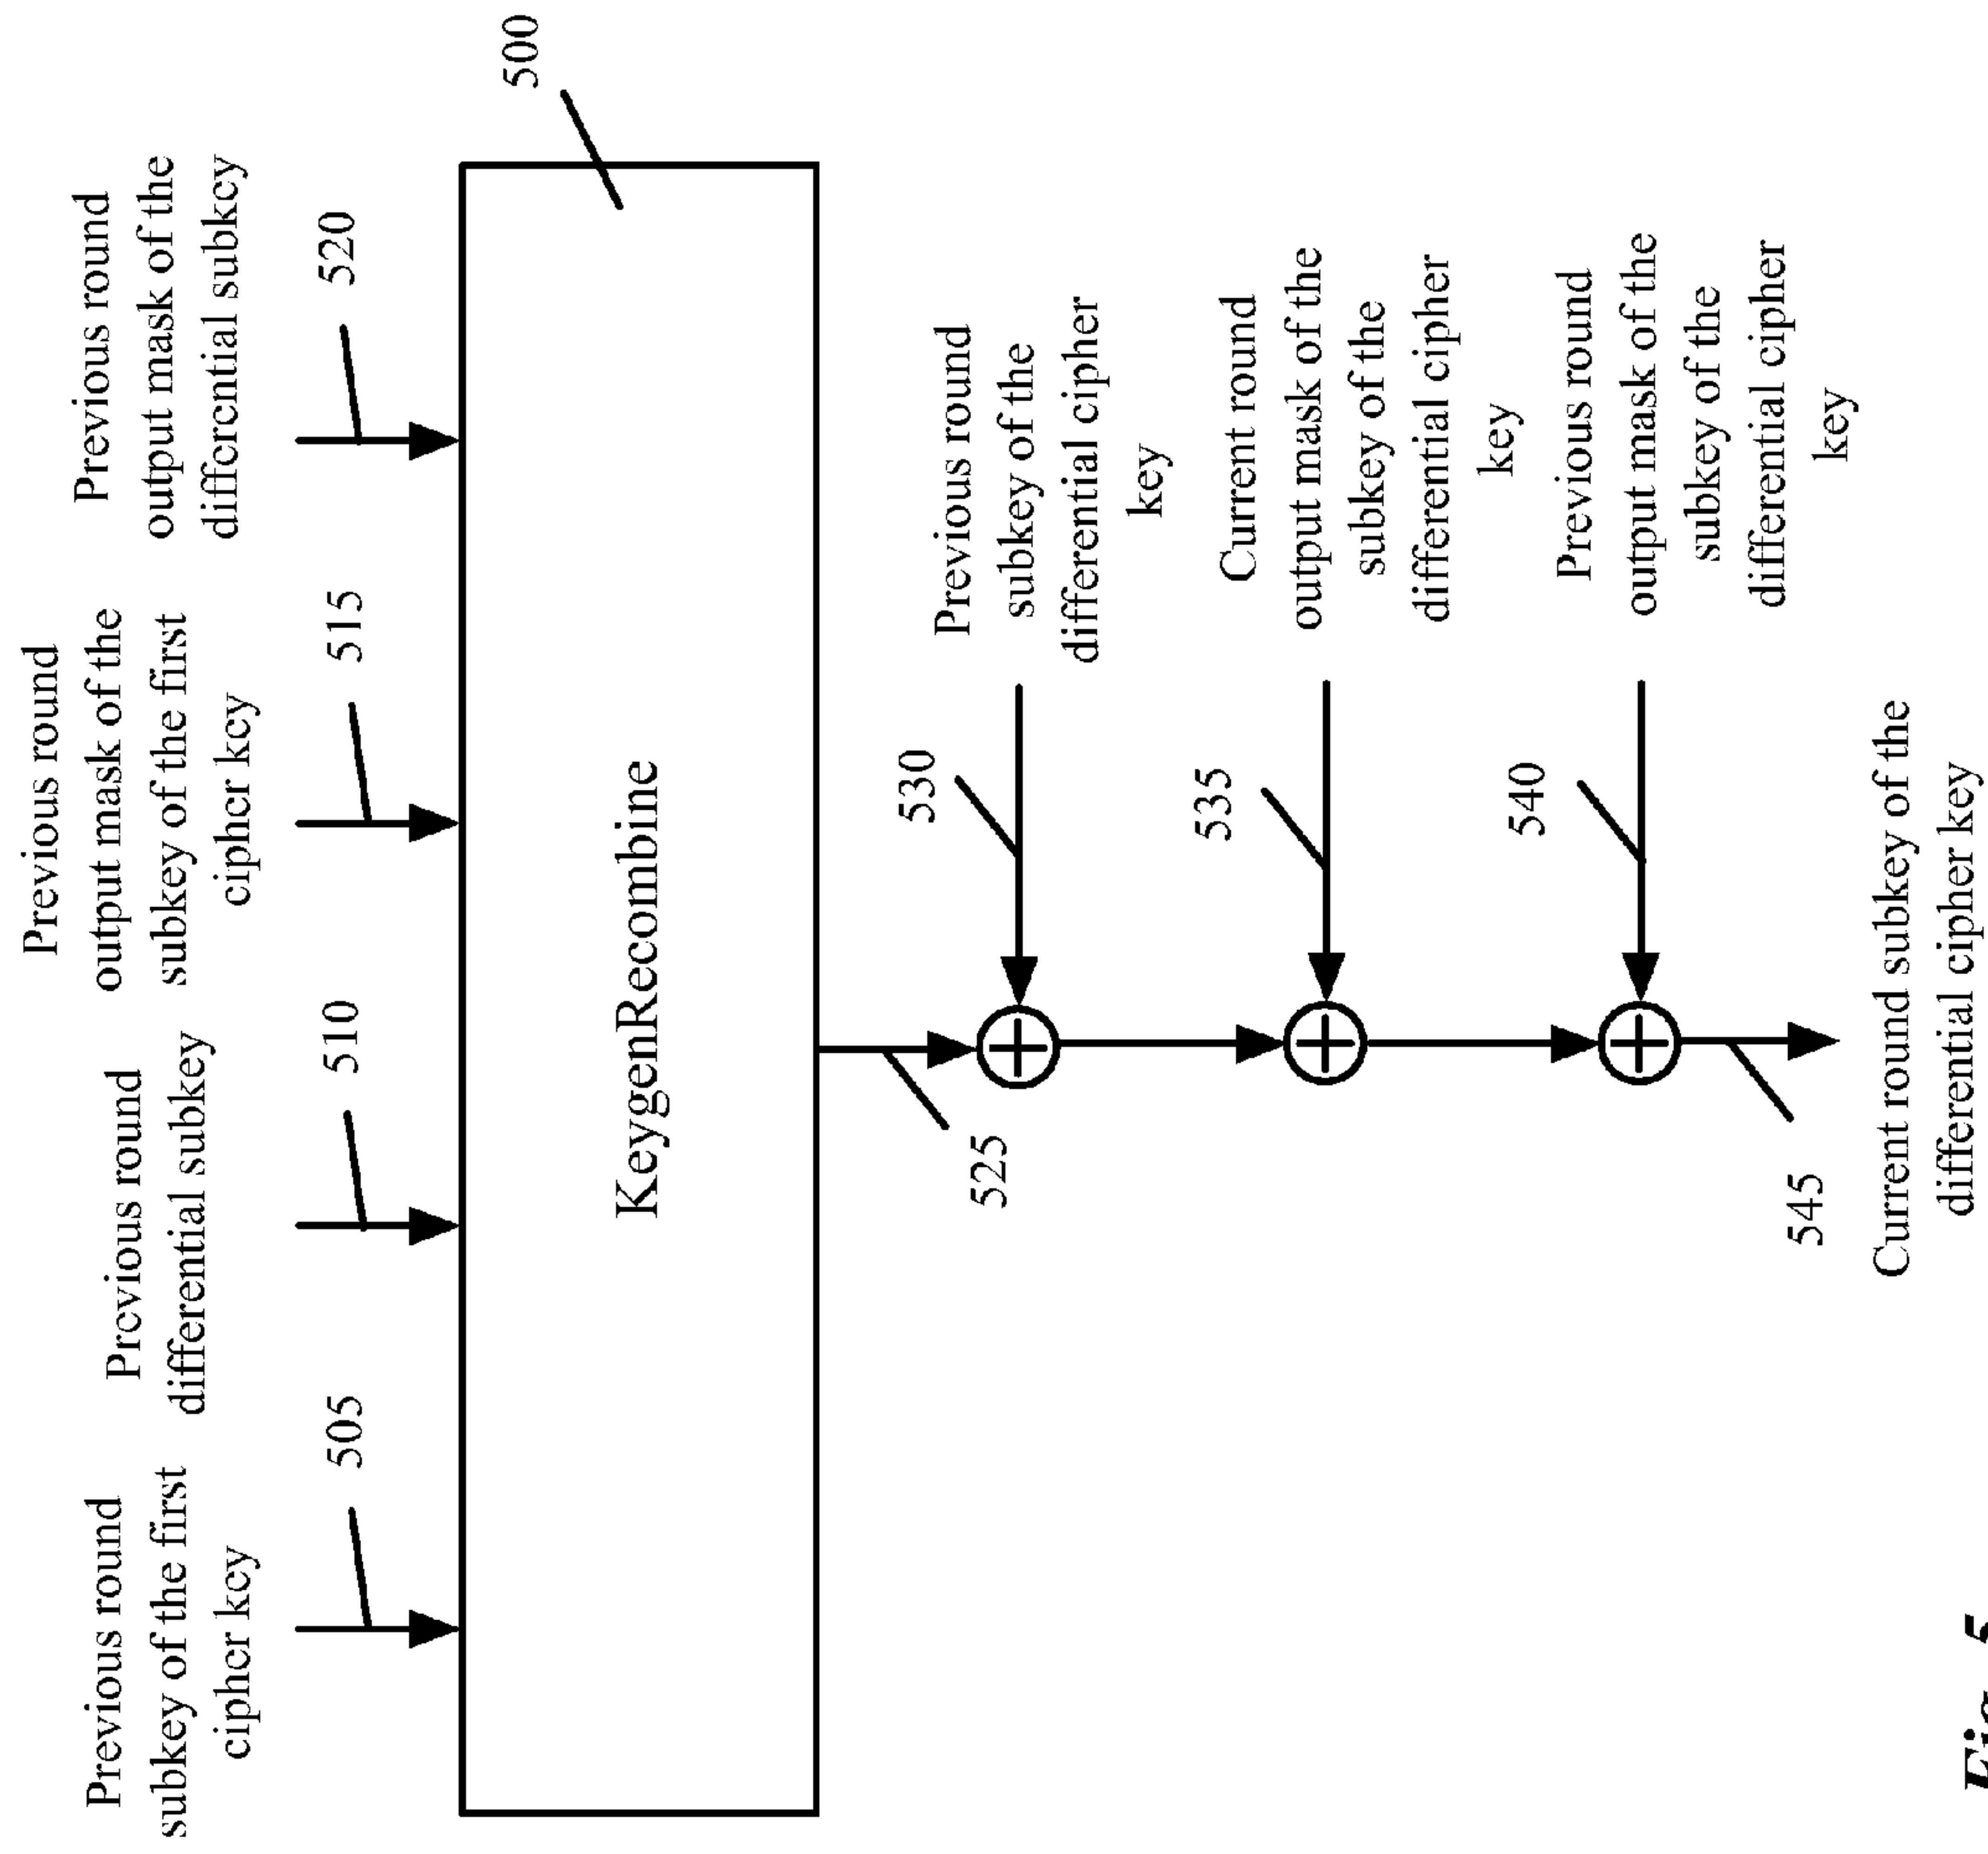 Previous round
subkey of the first
cipher key
505
Previous round
differential subkey
510
Previous round
output mask of the
subkey of the first
cipher key
515
Previous round
output mask of the
differential subkey
520
500
KeygenRecombine
525
530
Previous round
subkey of the
differential cipher
key
535
Current round
output mask of the
subkey of the
differential cipher
key
540
Previous round
output mask of the
subkey of the
differential cipher
key
545
Current round subkey of the
differential cipher key
Fig. 5